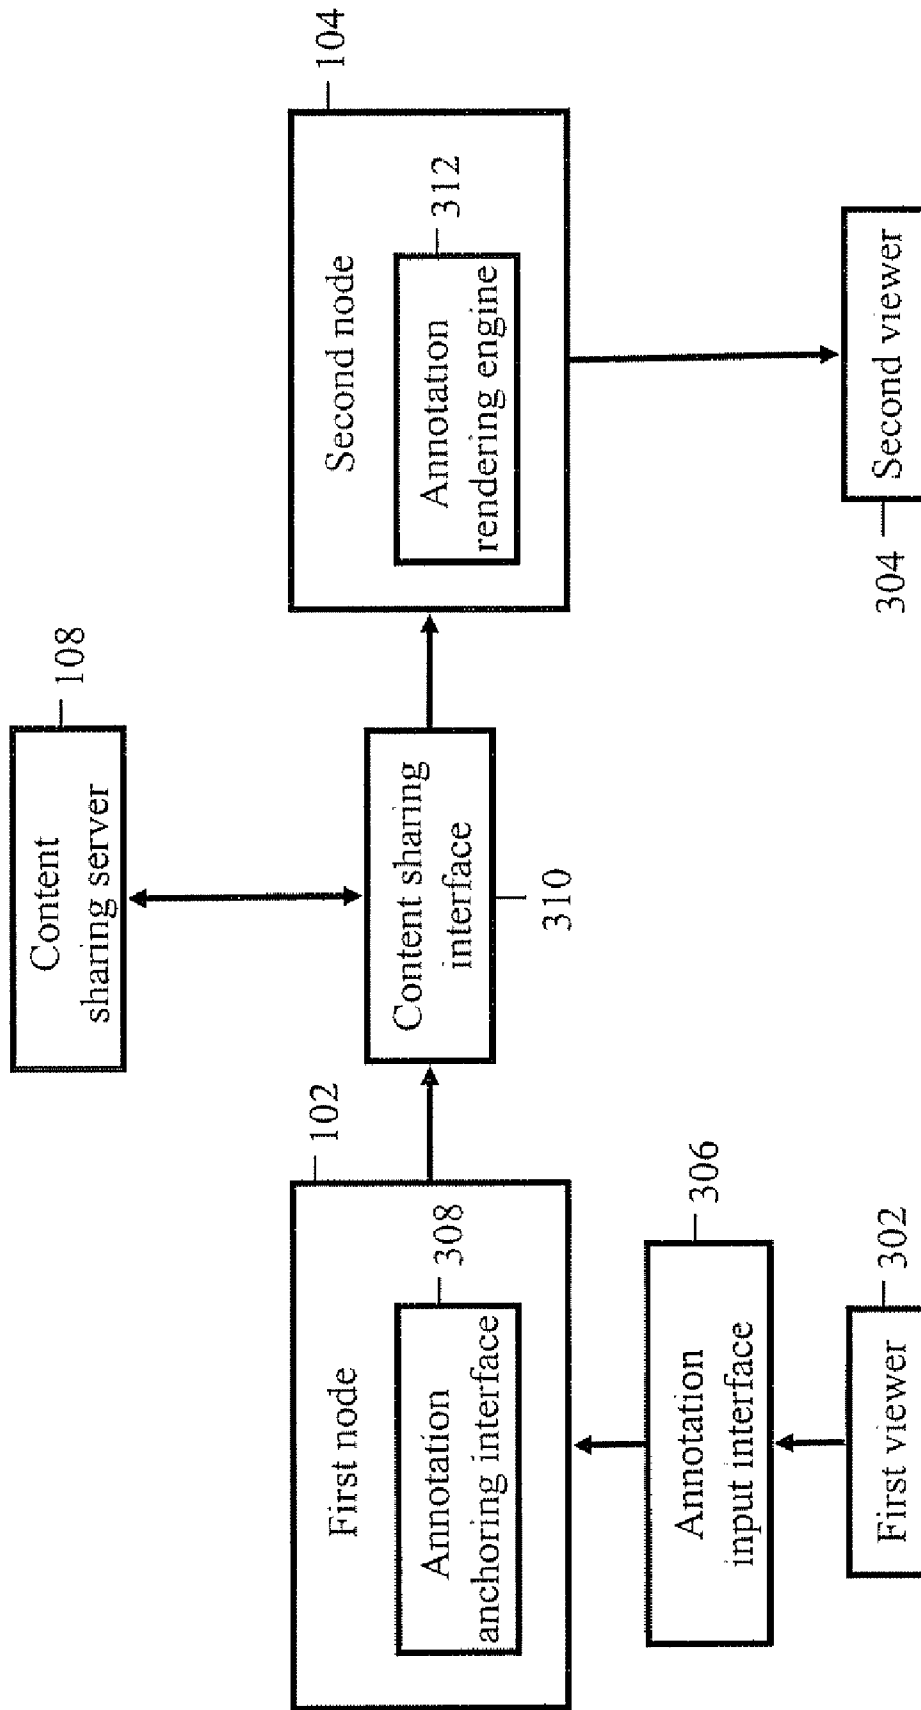 Content
sharing server
108
First node
102
Annotation
anchoring interface
308
Content sharing
interface
310
Second node
104
Annotation
rendering engine
312
Annotation
input interface
306
First viewer
302
Second viewer
304